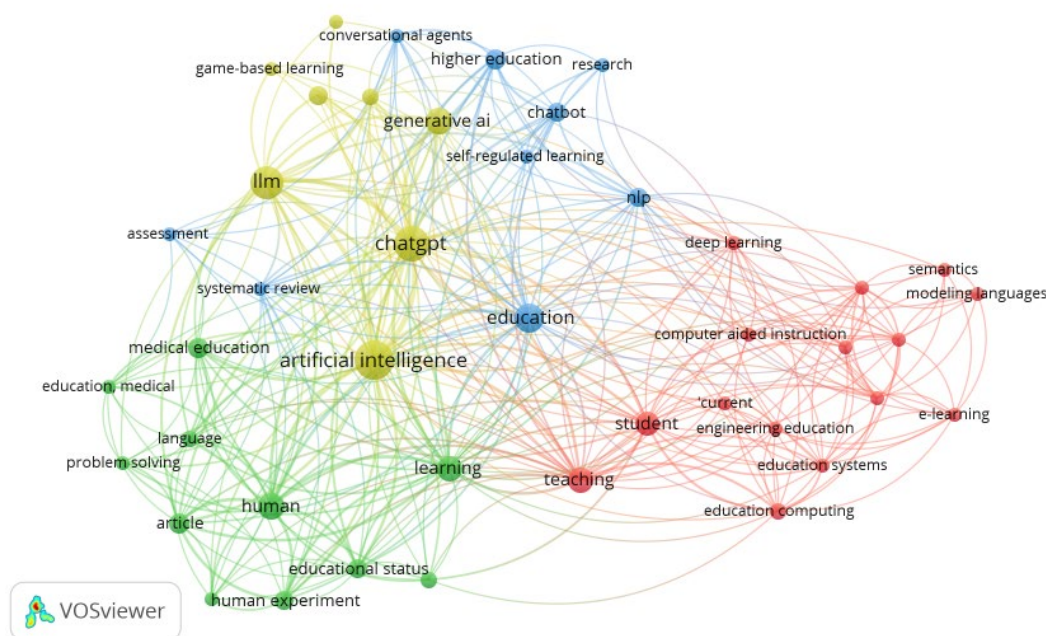 conversational agents
higher education
game-based learning
research
chatbot
generative ai
self-regulated learning
llm
nlp
assessment
chatgpt
deep learning
semantics
systematic review
modeling languages
education
computer aided instruction
medical education
artificial intelligence
education, medical
'current
e-learning
student
engineering education
language
problem solving
learning
education systems
teaching
human
education computing
article
educational status
human experiment
VOSviewer